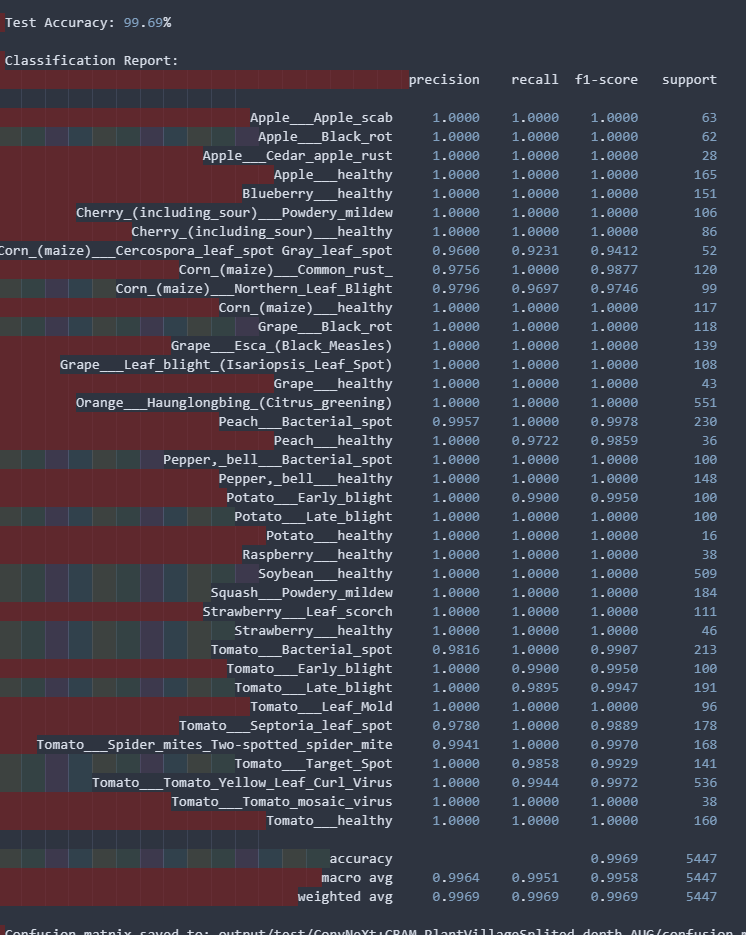 Test Accuracy: 99.69%
Classification Report:
precision recall f1-score support
Apple___Apple_scab 1.0000 1.0000 1.0000 63
Apple___Black_rot 1.0000 1.0000 1.0000 62
Apple___Cedar_apple_rust 1.0000 1.0000 1.0000 28
Apple___healthy 1.0000 1.0000 1.0000 165
Blueberry___healthy 1.0000 1.0000 1.0000 151
Cherry_(including_sour)___Powdery_mildew 1.0000 1.0000 1.0000 106
Cherry_(including_sour)___healthy 1.0000 1.0000 1.0000 86
Corn_(maize)___Cercospora_leaf_spot Gray_leaf_spot 0.9600 0.9231 0.9412 52
Corn_(maize)___Common_rust_ 0.9756 1.0000 0.9877 120
Corn_(maize)___Northern_Leaf_Blight 0.9796 0.9697 0.9746 99
Corn_(maize)___healthy 1.0000 1.0000 1.0000 117
Grape___Black_rot 1.0000 1.0000 1.0000 118
Grape___Esca_(Black_Measles) 1.0000 1.0000 1.0000 139
Grape___Leaf_blight_(Isariopsis_Leaf_Spot) 1.0000 1.0000 1.0000 108
Grape___healthy 1.0000 1.0000 1.0000 43
Orange___Haunglongbing_(Citrus_greening) 1.0000 1.0000 1.0000 551
Peach___Bacterial_spot 0.9957 1.0000 0.9978 230
Peach___healthy 1.0000 0.9722 0.9859 36
Pepper,_bell___Bacterial_spot 1.0000 1.0000 1.0000 100
Pepper,_bell___healthy 1.0000 1.0000 1.0000 148
Potato___Early_blight 1.0000 0.9900 0.9950 100
Potato___Late_blight 1.0000 1.0000 1.0000 100
Potato___healthy 1.0000 1.0000 1.0000 16
Raspberry___healthy 1.0000 1.0000 1.0000 38
Soybean___healthy 1.0000 1.0000 1.0000 509
Squash___Powdery_mildew 1.0000 1.0000 1.0000 184
Strawberry___Leaf_scorch 1.0000 1.0000 1.0000 111
Strawberry___healthy 1.0000 1.0000 1.0000 46
Tomato___Bacterial_spot 0.9816 1.0000 0.9907 213
Tomato___Early_blight 1.0000 0.9900 0.9950 100
Tomato___Late_blight 1.0000 0.9895 0.9947 191
Tomato___Leaf_Mold 1.0000 1.0000 1.0000 96
Tomato___Septoria_leaf_spot 0.9780 1.0000 0.9889 178
Tomato___Spider_mites_Two-spotted_spider_mite 0.9941 1.0000 0.9970 168
Tomato___Target_Spot 1.0000 0.9858 0.9929 141
Tomato___Tomato_Yellow_Leaf_Curl_Virus 1.0000 0.9944 0.9972 536
Tomato___Tomato_mosaic_virus 1.0000 1.0000 1.0000 38
Tomato___healthy 1.0000 1.0000 1.0000 160
accuracy 0.9969 5447
macro avg 0.9964 0.9951 0.9958 5447
weighted avg 0.9969 0.9969 0.9969 5447
Confusion matrix saved to: